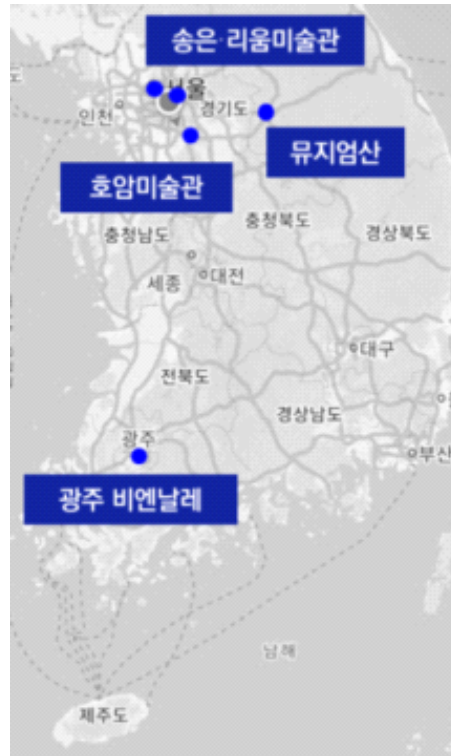 송은·리움미술관
서울
인천
경기도
뮤지엄산
호암미술관
충청북도
충청남도
경상북도
세종
대전
대구
전북도
경상남도
광주
부산
광주 비엔날레
남해
제주도